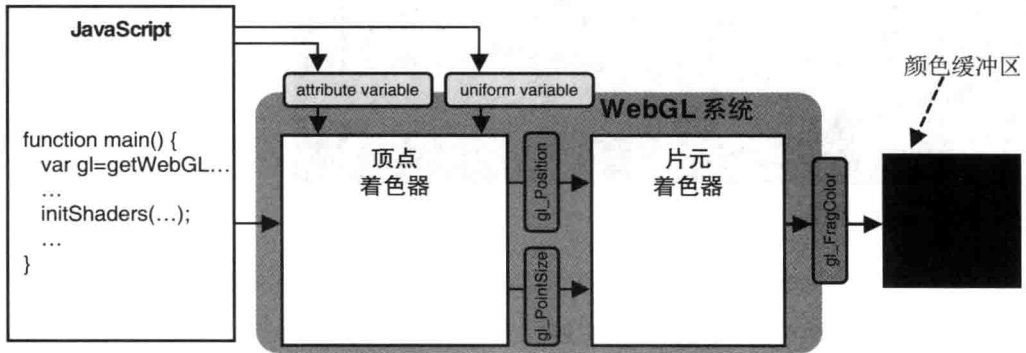 JavaScript
function main() {
var gl=getWebGL…
…
initShaders(…);
…
}
attribute variable
uniform variable
WebGL 系统
顶点
着色器
gl_Position
gl_PointSize
片元
着色器
gl_FragColor
颜色缓冲区